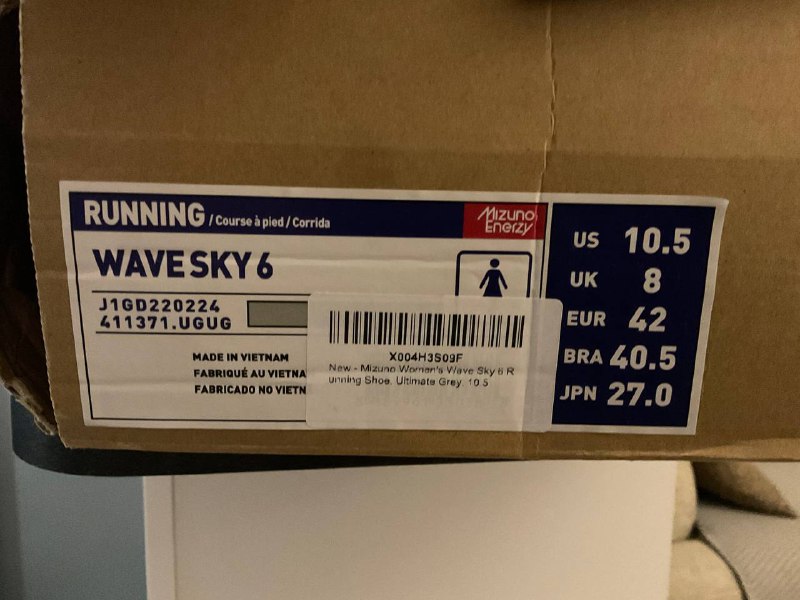 RUNNING / Course à pied / Corrida
Mizuno
Enerzy
WAVE SKY 6
J1GD220224
411371.UGUG
MADE IN VIETNAM
FABRIQUÉ AU VIETNA
FABRICADO NO VIETN
X004H3S09F
New - Mizuno Women's Wave Sky 6 R
unning Shoe, Ultimate Grey, 10.5
US 10.5
UK 8
EUR 42
BRA 40.5
JPN 27.0